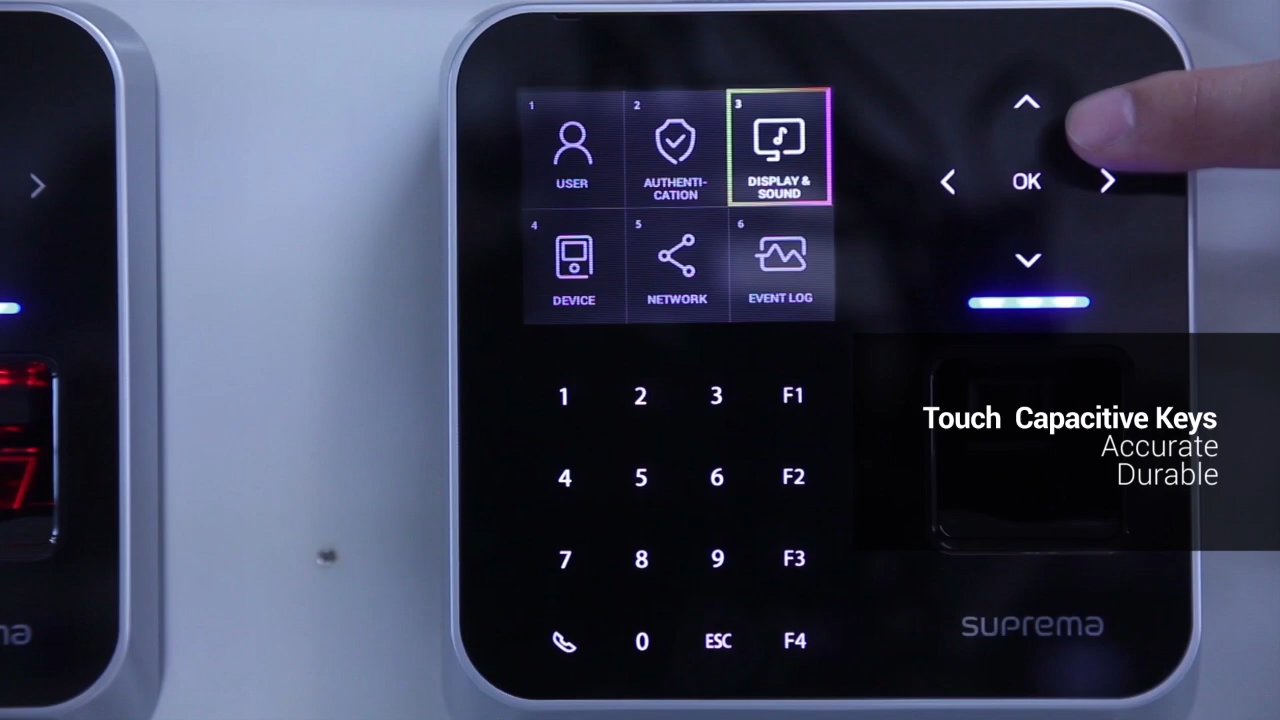 1
USER
2
AUTHENTI-
CATION
3
DISPLAY &
SOUND
4
DEVICE
5
NETWORK
6
EVENT LOG
OK
1 2 3 F1
4 5 6 F2
7 8 9 F3
0 ESC F4
Touch Capacitive Keys
Accurate
Durable
suprema